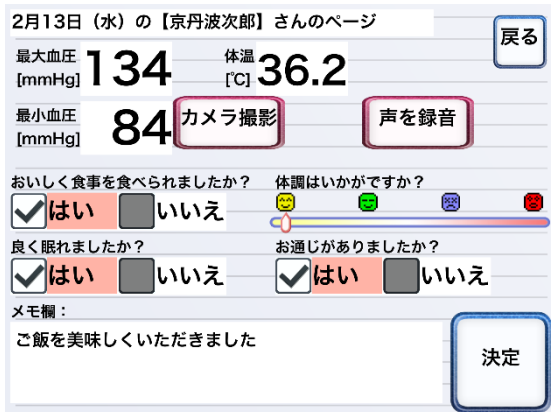 2月13日（水）の【京丹波次郎】さんのページ
戻る
最大血圧
[mmHg]
134
体温
[℃]
36.2
最小血圧
[mmHg]
84
カメラ撮影
声を録音
おいしく食事を食べられましたか？
はい
いいえ
体調はいかがですか？
良く眠れましたか？
はい
いいえ
お通じがありましたか？
はい
いいえ
メモ欄：
ご飯を美味しくいただきました
決定